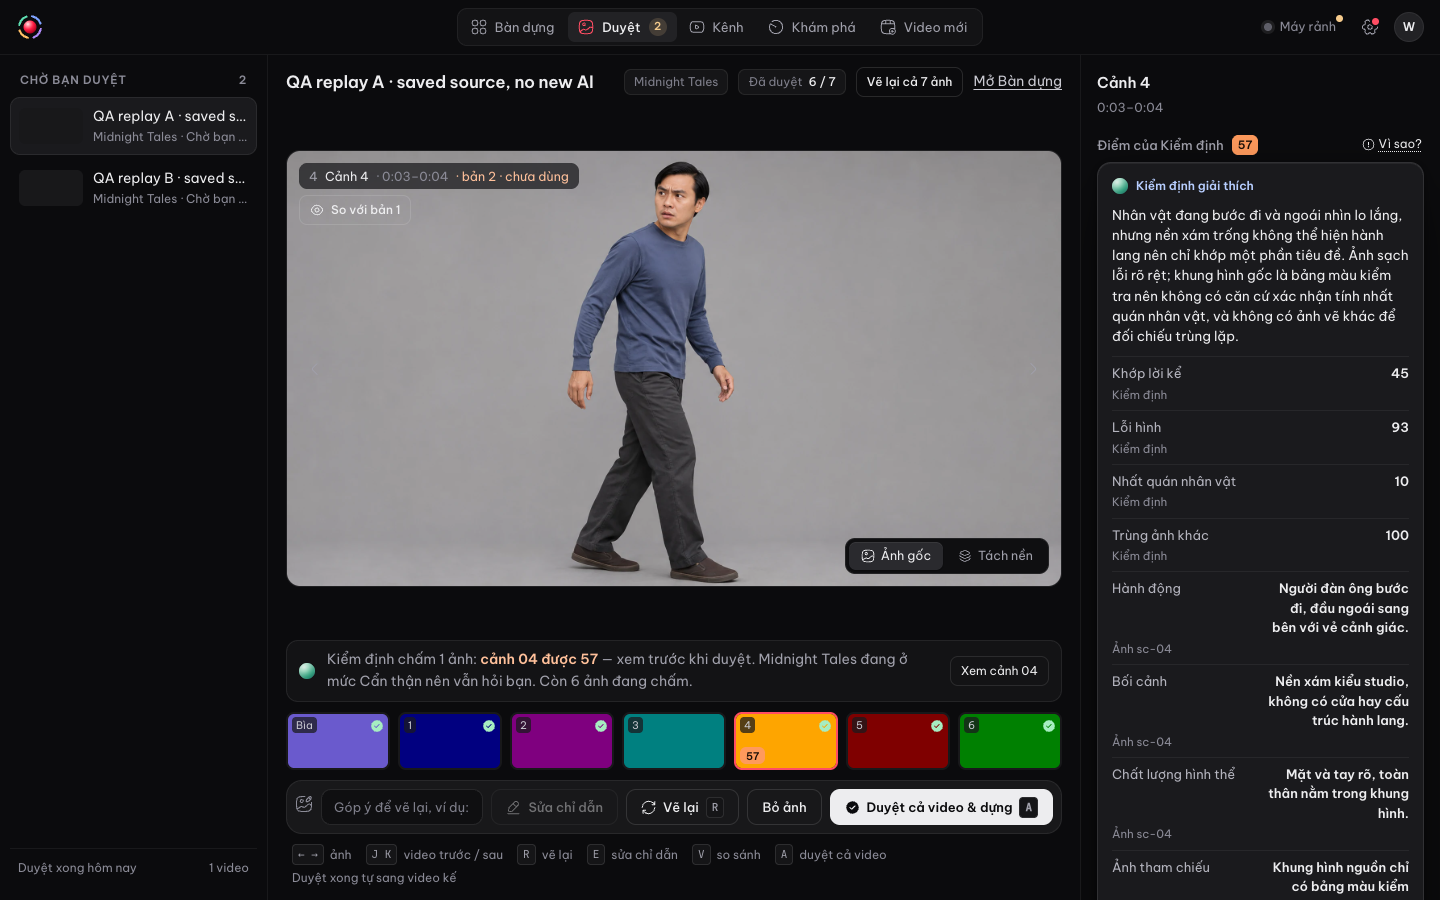 Bàn dựng
Duyệt 2
Kênh
Khám phá
Video mới
Máy rảnh
W
CHỜ BẠN DUYỆT 2
QA replay A · saved s...
Midnight Tales · Chờ bạn ...
QA replay B · saved s...
Midnight Tales · Chờ bạn ...
Duyệt xong hôm nay 1 video
QA replay A · saved source, no new AI
Midnight Tales
Đã duyệt 6 / 7
Vẽ lại cả 7 ảnh
Mở Bàn dựng
4 Cảnh 4 · 0:03–0:04 · bản 2 · chưa dùng
So với bản 1
Ảnh gốc
Tách nền
Kiểm định chấm 1 ảnh: cảnh 04 được 57 — xem trước khi duyệt. Midnight Tales đang ở
mức Cẩn thận nên vẫn hỏi bạn. Còn 6 ảnh đang chấm.
Xem cảnh 04
Bìa
1
2
3
4
57
5
6
Góp ý để vẽ lại, ví dụ:
Sửa chỉ dẫn
Vẽ lại R
Bỏ ảnh
Duyệt cả video & dựng A
← → ảnh
J K video trước / sau
R vẽ lại
E sửa chỉ dẫn
V so sánh
A duyệt cả video
Duyệt xong tự sang video kế
Cảnh 4
0:03–0:04
Điểm của Kiểm định 57
Vì sao?
Kiểm định giải thích
Nhân vật đang bước đi và ngoái nhìn lo lắng,
nhưng nền xám trống không thể hiện hành
lang nên chỉ khớp một phần tiêu đề. Ảnh sạch
lỗi rõ rệt; khung hình gốc là bảng màu kiểm
tra nên không có căn cứ xác nhận tính nhất
quán nhân vật, và không có ảnh vẽ khác để
đối chiếu trùng lặp.
Khớp lời kể 45
Kiểm định
Lỗi hình 93
Kiểm định
Nhất quán nhân vật 10
Kiểm định
Trùng ảnh khác 100
Kiểm định
Hành động Người đàn ông bước
đi, đầu ngoái sang
bên với vẻ cảnh giác.
Ảnh sc-04
Bối cảnh Nền xám kiểu studio,
không có cửa hay cấu
trúc hành lang.
Ảnh sc-04
Chất lượng hình thể Mặt và tay rõ, toàn
thân nằm trong khung
hình.
Ảnh sc-04
Ảnh tham chiếu Khung hình nguồn chỉ
có bảng màu kiểm